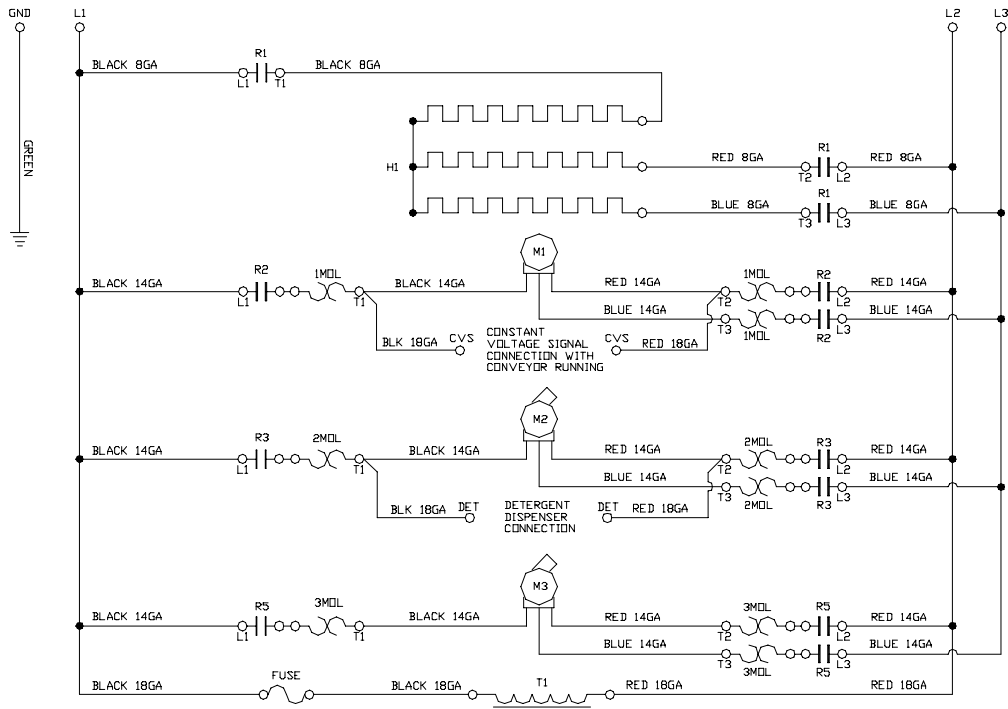 GND L1 L2 L3
BLACK 8GA R1 BLACK 8GA
L1 T1
GREEN
H1 RED 8GA R1 RED 8GA
T2 L2
BLUE 8GA R1 BLUE 8GA
T3 L3
M1
BLACK 14GA R2 1MOL BLACK 14GA RED 14GA 1MOL R2 RED 14GA
L1 T1 T2 L2
BLUE 14GA BLUE 14GA
T3 1MOL R2 L3
BLK 18GA CVS CONSTANT CVS RED 18GA
VOLTAGE SIGNAL
CONNECTION WITH
CONVEYOR RUNNING
M2
BLACK 14GA R3 2MOL BLACK 14GA RED 14GA 2MOL R3 RED 14GA
L1 T1 T2 L2
BLUE 14GA BLUE 14GA
T3 2MOL R3 L3
BLK 18GA DET DETERGENT DET RED 18GA
DISPENSER
CONNECTION
M3
BLACK 14GA R5 3MOL BLACK 14GA RED 14GA 3MOL R5 RED 14GA
L1 T1 T2 L2
BLUE 14GA BLUE 14GA
T3 3MOL R5 L3
BLACK 18GA FUSE BLACK 18GA T1 RED 18GA RED 18GA